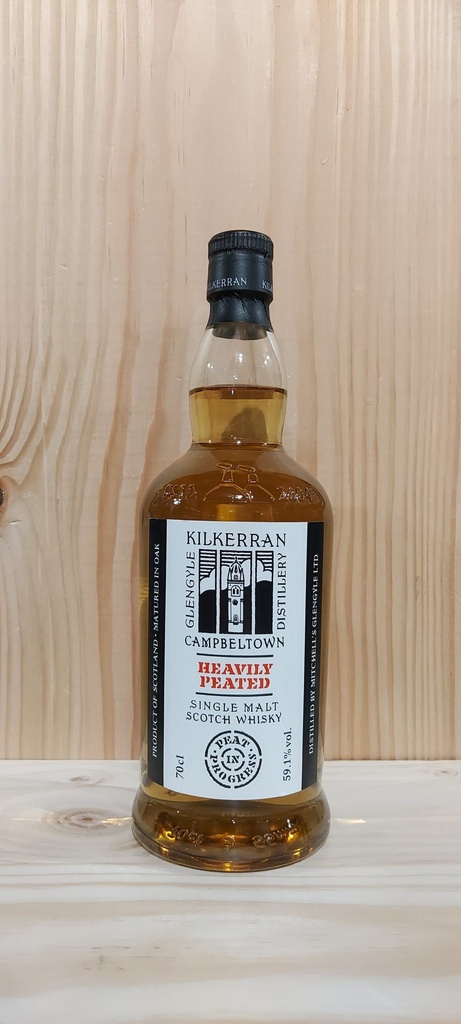 KILKERRAN
KILKERRAN
GLENGYLE
DISTILLERY
CAMPBELTOWN
HEAVILY
PEATED
SINGLE MALT
SCOTCH WHISKY
PEAT
IN
PROGRESS
70cl
59.1% vol.
PRODUCT OF SCOTLAND • MATURED IN OAK
DISTILLED BY MITCHELL'S GLENGYLE LTD